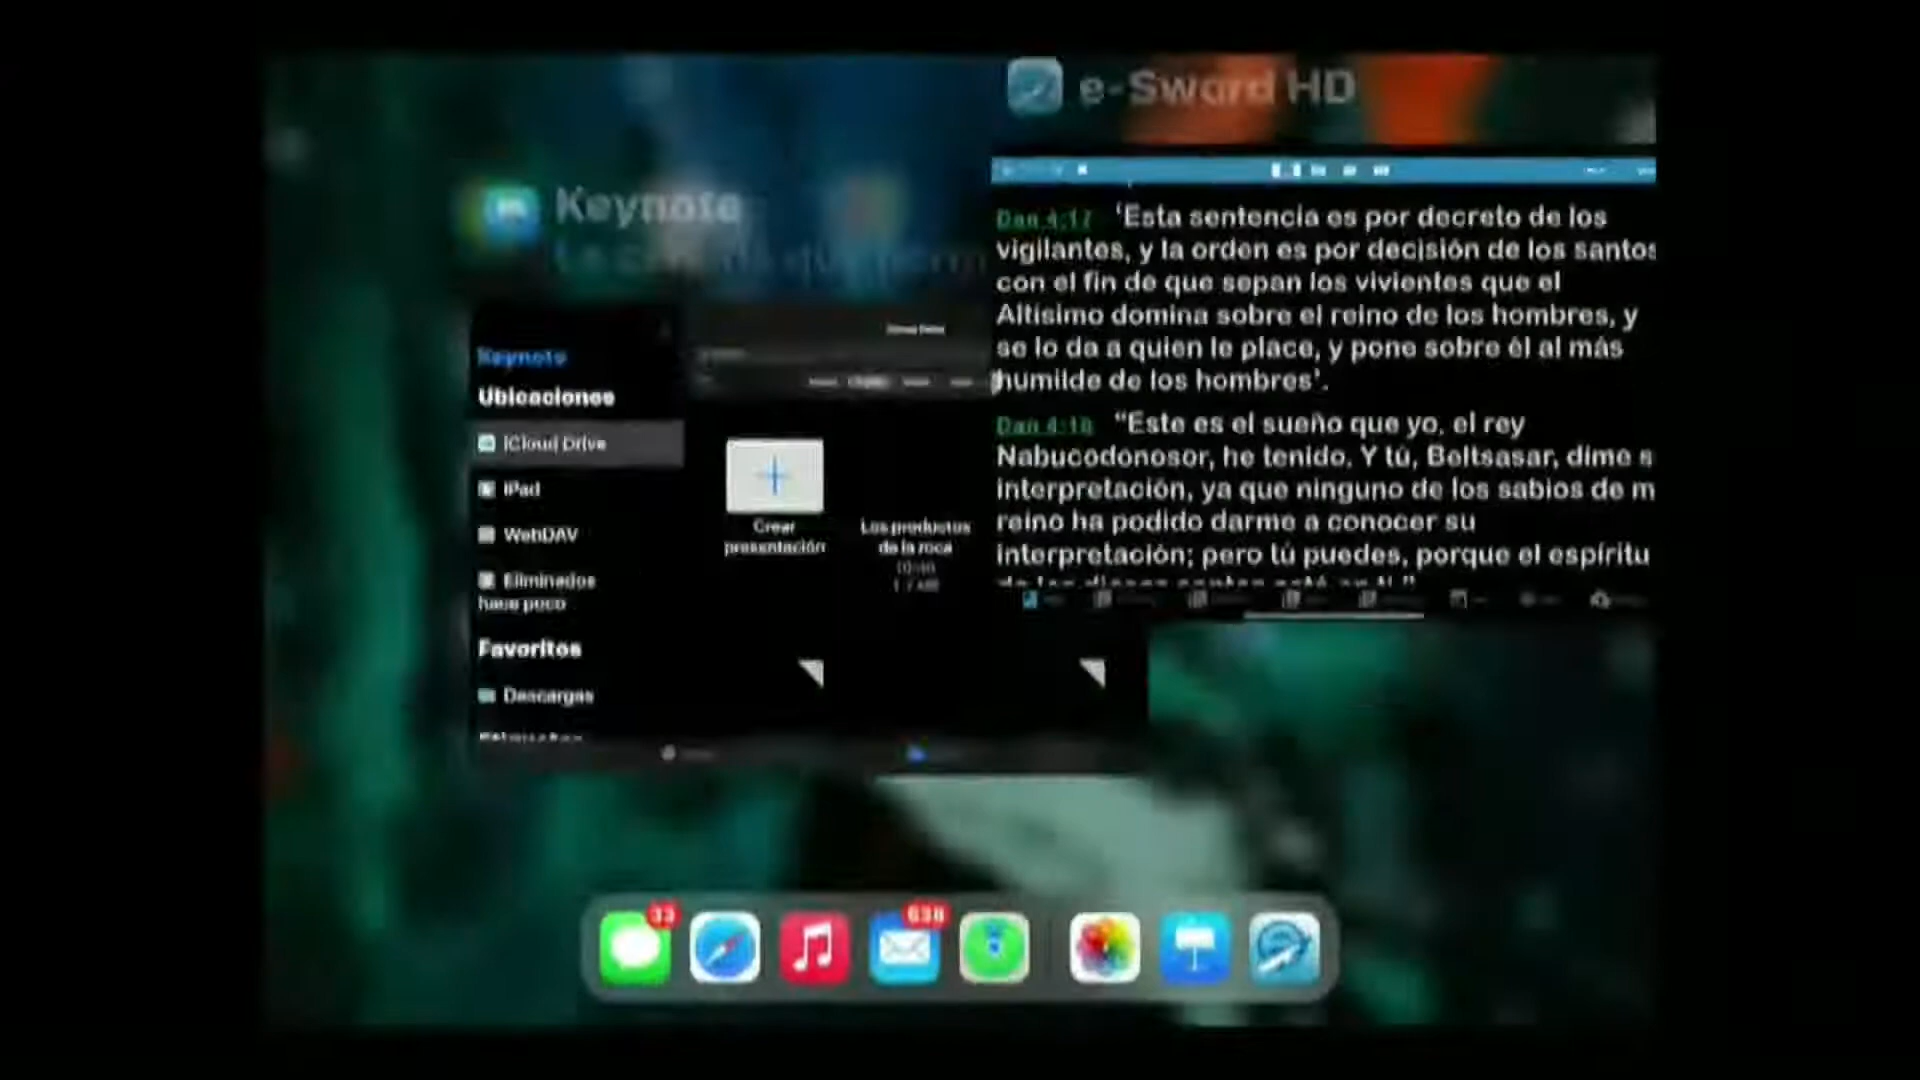 e-Sword HD
Keynote
Dan 4:17 'Esta sentencia es por decreto de los
vigilantes, y la orden es por decisión de los santos
con el fin de que sepan los vivientes que el
Altísimo domina sobre el reino de los hombres, y
se lo da a quien le place, y pone sobre él al más
humilde de los hombres'.
Dan 4:18 "Este es el sueño que yo, el rey
Nabucodonosor, he tenido. Y tú, Beltsasar, dime s
interpretación, ya que ninguno de los sabios de m
reino ha podido darme a conocer su
interpretación; pero tú puedes, porque el espíritu
Keynote
Ubicaciones
iCloud Drive
iPad
WebDAV
Eliminados
hace poco
Favoritos
Descargas
Crear
presentación
Los productos
de la roca
33
638